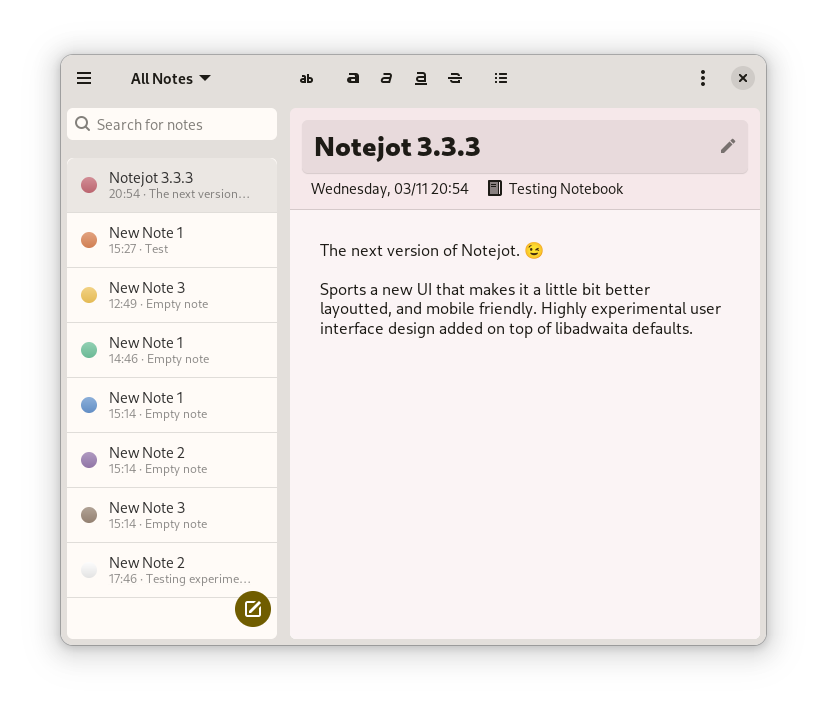 All Notes
ab a a a S
Search for notes
Notejot 3.3.3
20:54 · The next version…
New Note 1
15:27 · Test
New Note 3
12:49 · Empty note
New Note 1
14:46 · Empty note
New Note 1
15:14 · Empty note
New Note 2
15:14 · Empty note
New Note 3
15:14 · Empty note
New Note 2
17:46 · Testing experime…
Notejot 3.3.3
Wednesday, 03/11 20:54 Testing Notebook
The next version of Notejot. 😉
Sports a new UI that makes it a little bit better
layoutted, and mobile friendly. Highly experimental user
interface design added on top of libadwaita defaults.